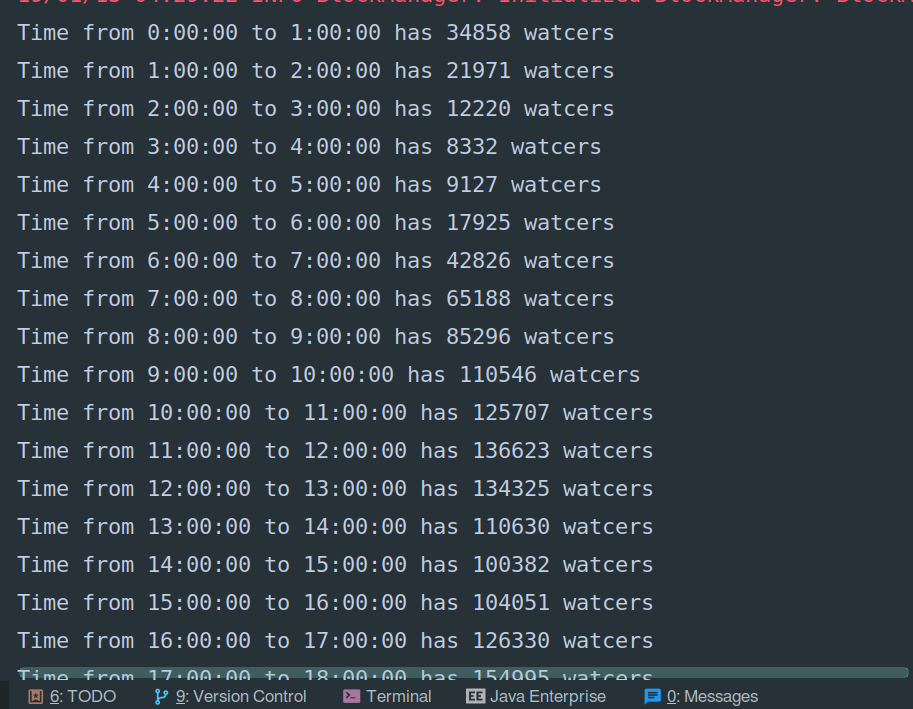 INFO BlockManager: Initialized BlockManager:
Time from 0:00:00 to 1:00:00 has 34858 watcers
Time from 1:00:00 to 2:00:00 has 21971 watcers
Time from 2:00:00 to 3:00:00 has 12220 watcers
Time from 3:00:00 to 4:00:00 has 8332 watcers
Time from 4:00:00 to 5:00:00 has 9127 watcers
Time from 5:00:00 to 6:00:00 has 17925 watcers
Time from 6:00:00 to 7:00:00 has 42826 watcers
Time from 7:00:00 to 8:00:00 has 65188 watcers
Time from 8:00:00 to 9:00:00 has 85296 watcers
Time from 9:00:00 to 10:00:00 has 110546 watcers
Time from 10:00:00 to 11:00:00 has 125707 watcers
Time from 11:00:00 to 12:00:00 has 136623 watcers
Time from 12:00:00 to 13:00:00 has 134325 watcers
Time from 13:00:00 to 14:00:00 has 110630 watcers
Time from 14:00:00 to 15:00:00 has 100382 watcers
Time from 15:00:00 to 16:00:00 has 104051 watcers
Time from 16:00:00 to 17:00:00 has 126330 watcers
Time from 17:00:00 to 18:00:00 has 154995 watcers
6: TODO 9: Version Control Terminal Java Enterprise 0: Messages